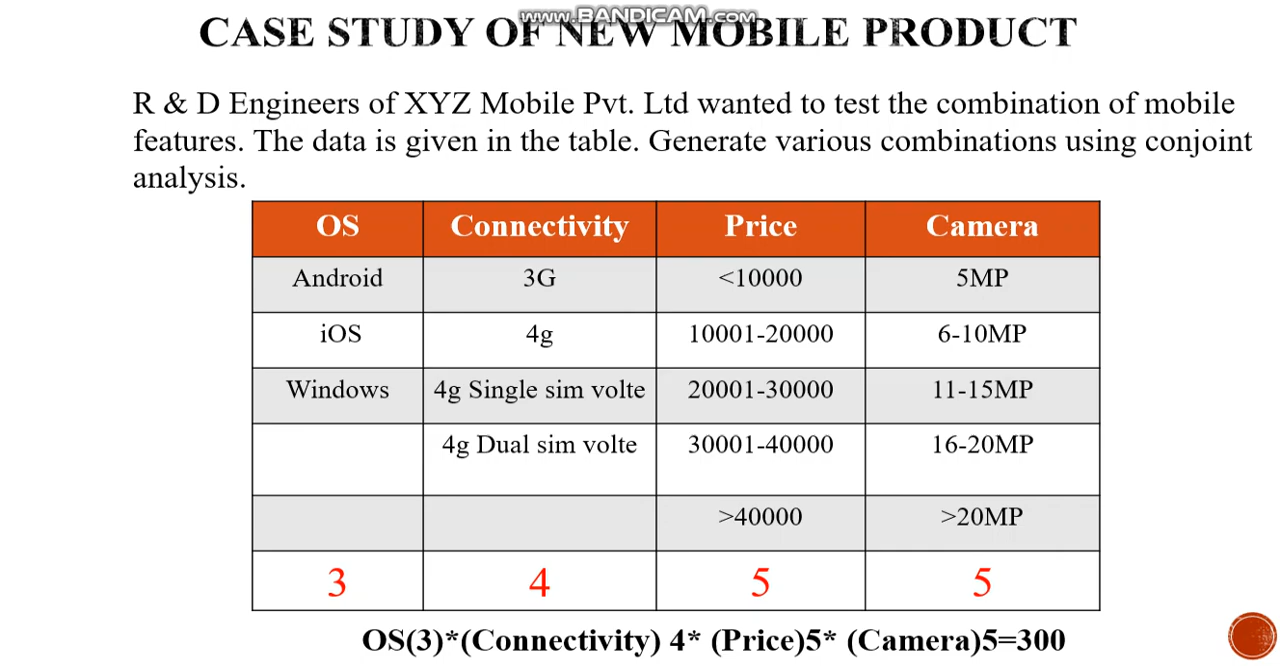 www.BANDICAM.com
CASE STUDY OF NEW MOBILE PRODUCT
R & D Engineers of XYZ Mobile Pvt. Ltd wanted to test the combination of mobile
features. The data is given in the table. Generate various combinations using conjoint
analysis.
OS Connectivity Price Camera
Android 3G <10000 5MP
iOS 4g 10001-20000 6-10MP
Windows 4g Single sim volte 20001-30000 11-15MP
4g Dual sim volte 30001-40000 16-20MP
>40000 >20MP
3 4 5 5
OS(3)*(Connectivity) 4* (Price)5* (Camera)5=300